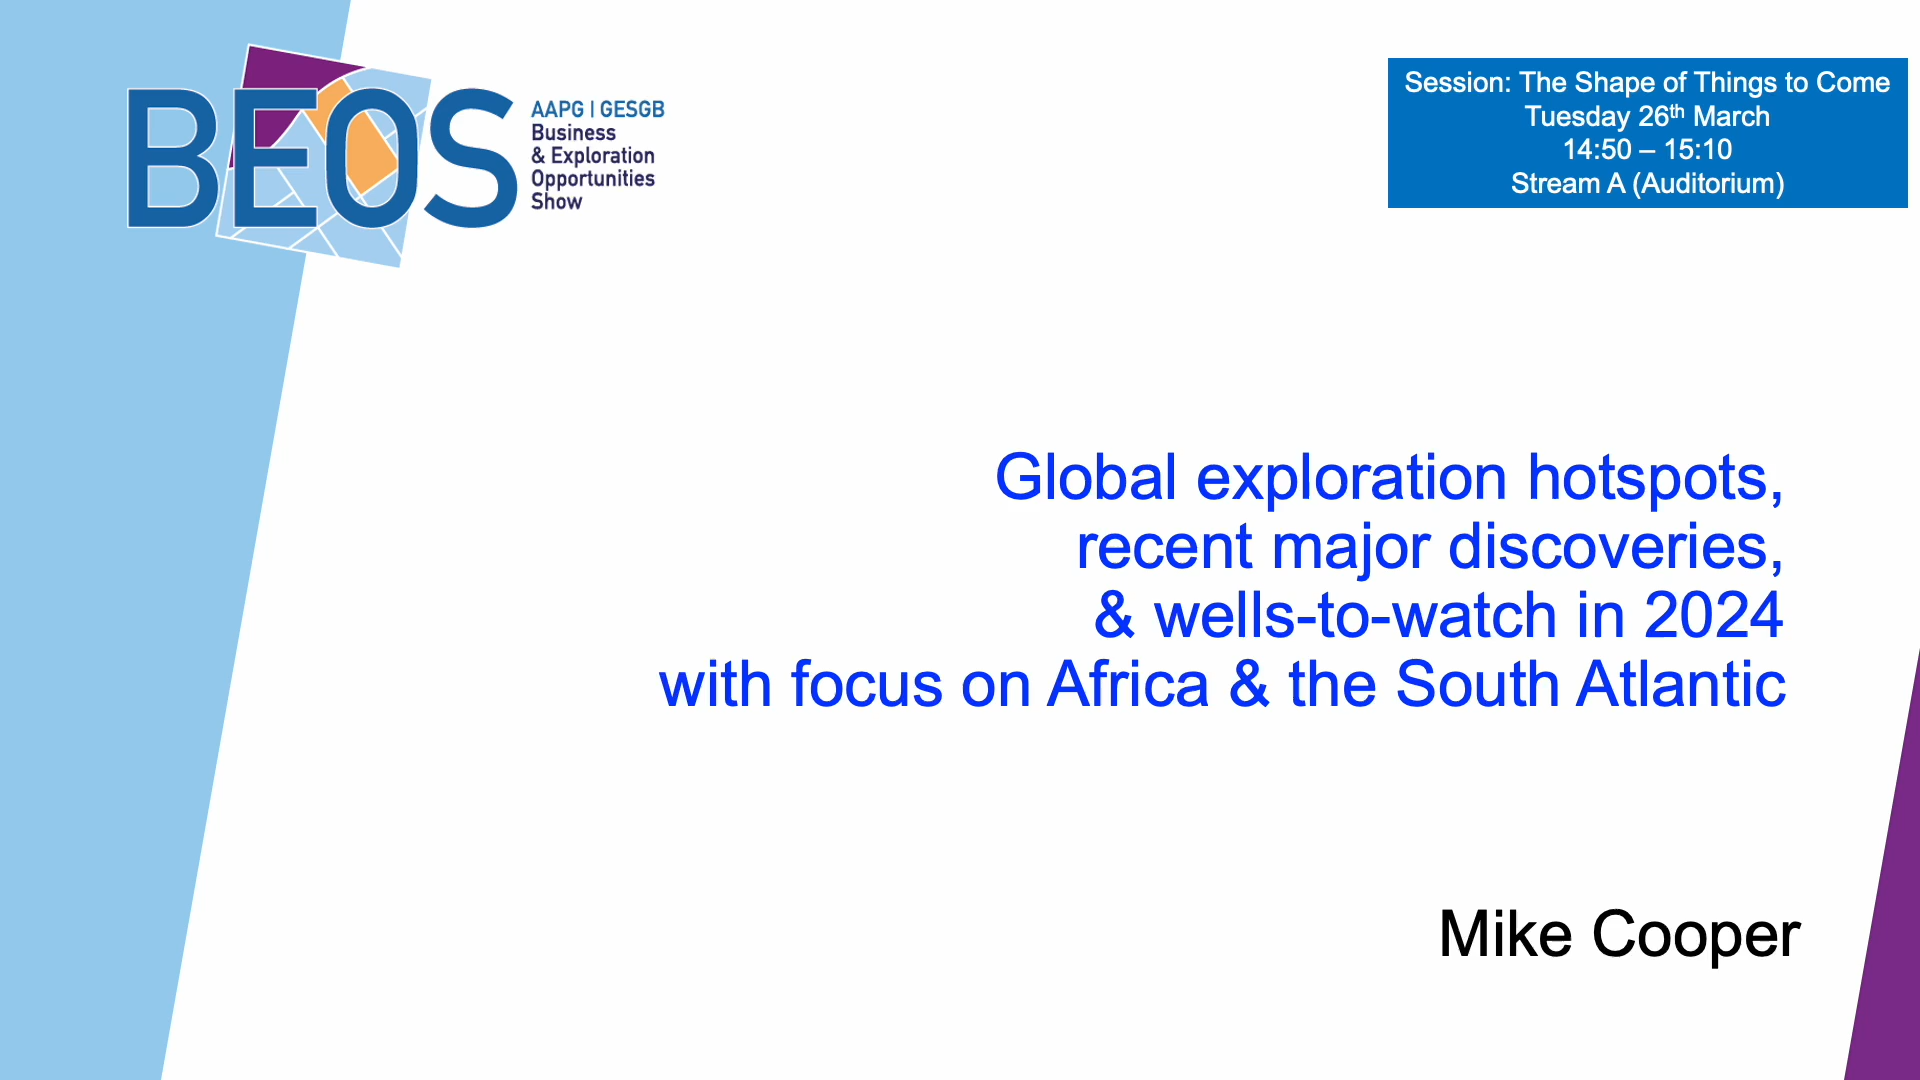 BEOS
AAPG | GESGB
Business
& Exploration
Opportunities
Show
Session: The Shape of Things to Come
Tuesday 26th March
14:50 – 15:10
Stream A (Auditorium)
Global exploration hotspots,
recent major discoveries,
& wells-to-watch in 2024
with focus on Africa & the South Atlantic
Mike Cooper